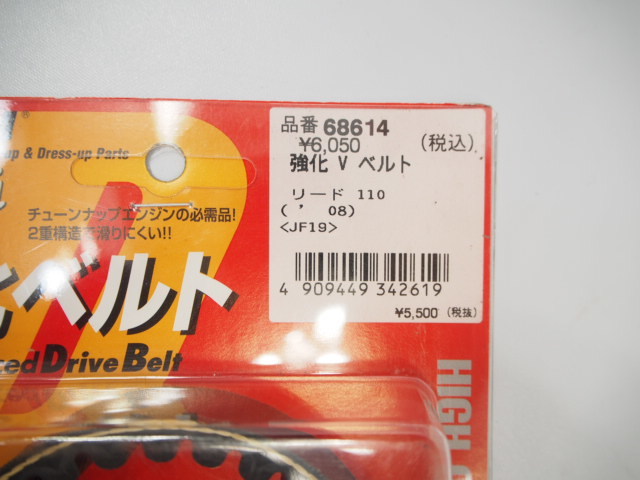 品番 68614
¥6,050 (税込)
強化 V ベルト
リード 110
( ' 08)
<JF19>
4 909449 342619
¥5,500 (税抜)
& Dress-up Parts
チューンナップエンジンの必需品!
2重構造で滑りにくい!!
ベルト
Drive Belt
HIGH